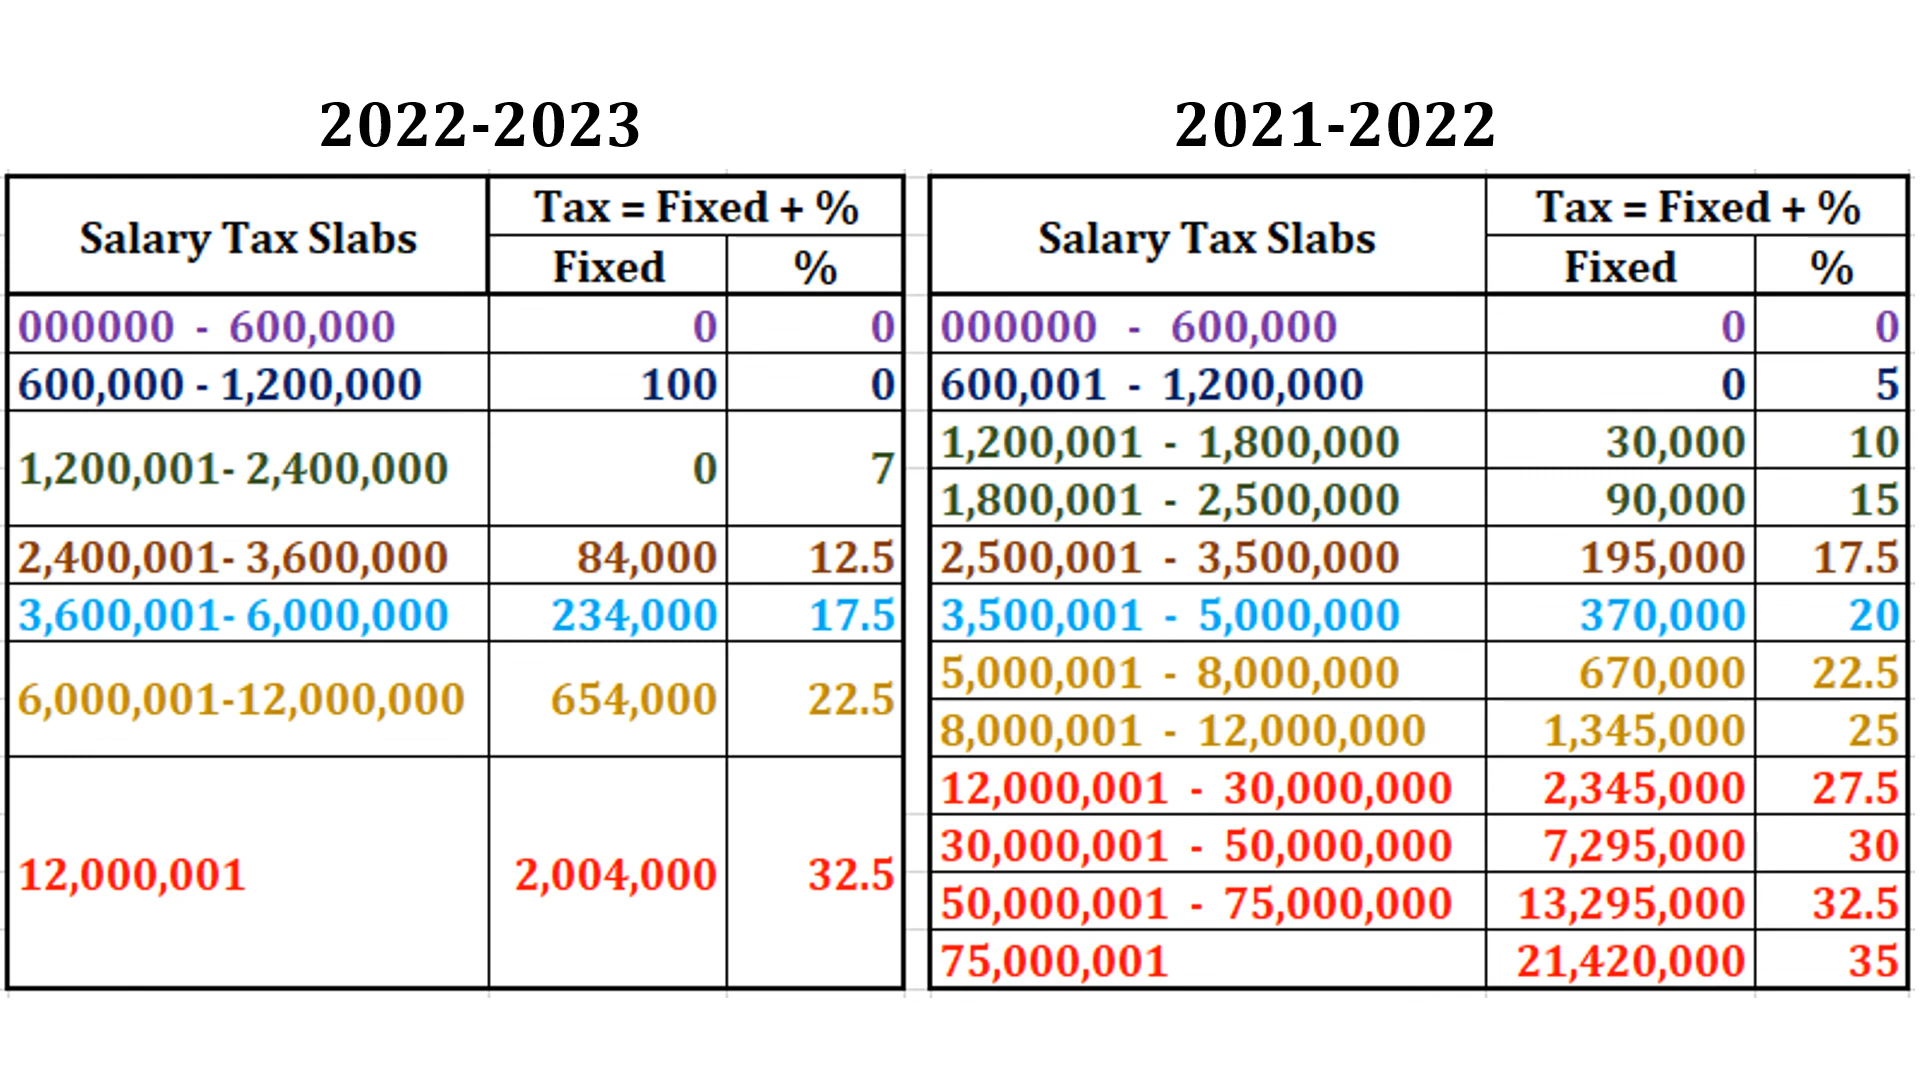 2022-2023
Salary Tax Slabs
Tax = Fixed + %
Fixed %
000000 - 600,000 0 0
600,000 - 1,200,000 100 0
1,200,001- 2,400,000 0 7
2,400,001- 3,600,000 84,000 12.5
3,600,001- 6,000,000 234,000 17.5
6,000,001-12,000,000 654,000 22.5
12,000,001 2,004,000 32.5
2021-2022
Salary Tax Slabs
Tax = Fixed + %
Fixed %
000000 - 600,000 0 0
600,001 - 1,200,000 0 5
1,200,001 - 1,800,000 30,000 10
1,800,001 - 2,500,000 90,000 15
2,500,001 - 3,500,000 195,000 17.5
3,500,001 - 5,000,000 370,000 20
5,000,001 - 8,000,000 670,000 22.5
8,000,001 - 12,000,000 1,345,000 25
12,000,001 - 30,000,000 2,345,000 27.5
30,000,001 - 50,000,000 7,295,000 30
50,000,001 - 75,000,000 13,295,000 32.5
75,000,001 21,420,000 35